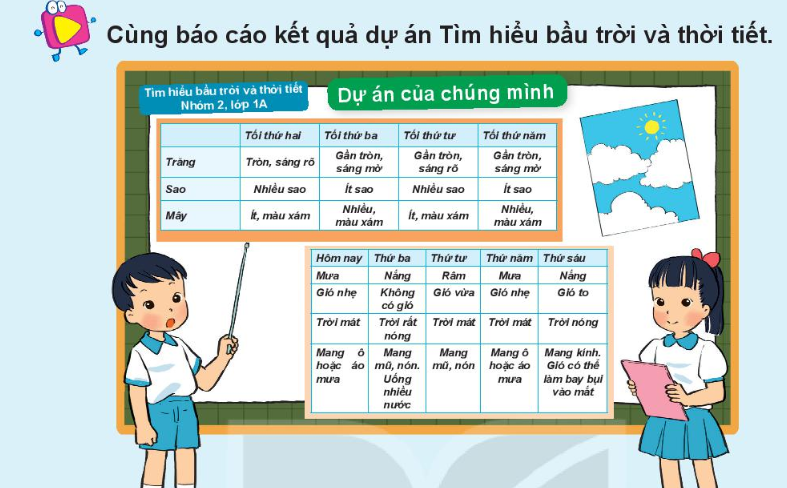 Cùng báo cáo kết quả dự án Tìm hiểu bầu trời và thời tiết.
Tìm hiểu bầu trời và thời tiết
Nhóm 2, lớp 1A
Dự án của chúng mình
Tối thứ hai Tối thứ ba Tối thứ tư Tối thứ năm
Trăng Tròn, sáng rõ Gần tròn, sáng mờ Gần tròn, sáng rõ Gần tròn, sáng mờ
Sao Nhiều sao Ít sao Nhiều sao Ít sao
Mây Ít, màu xám Nhiều, màu xám Ít, màu xám Nhiều, màu xám
Hôm nay Thứ ba Thứ tư Thứ năm Thứ sáu
Mưa Nắng Râm Mưa Nắng
Gió nhẹ Không có gió Gió vừa Gió nhẹ Gió to
Trời mát Trời rất nóng Trời mát Trời mát Trời nóng
Mang ô hoặc áo mưa Mang mũ, nón. Uống nhiều nước Mang mũ, nón Mang ô hoặc áo mưa Mang kính. Gió có thể làm bay bụi vào mắt